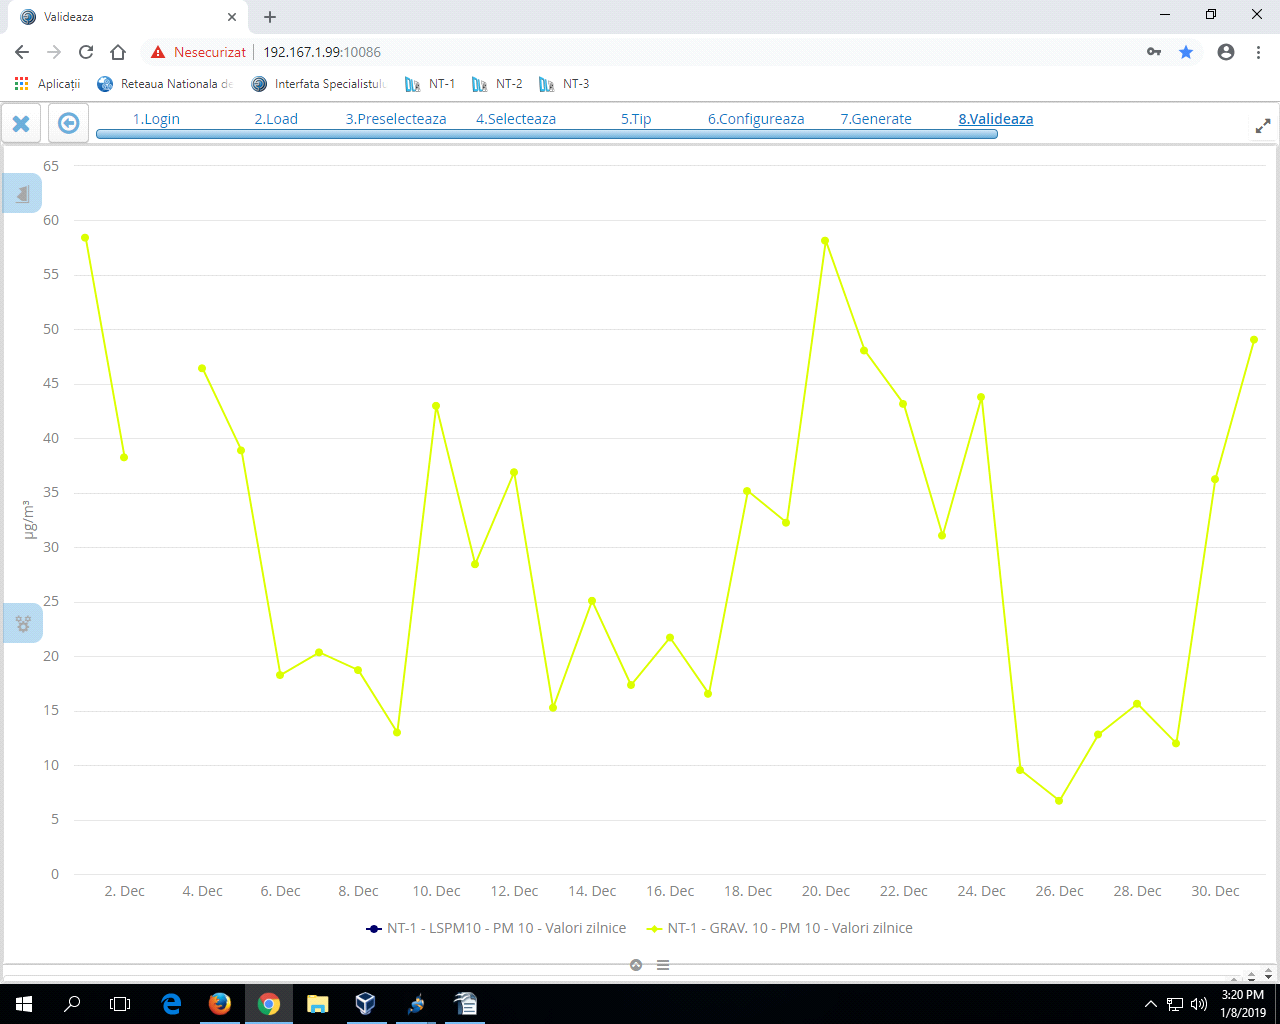 Valideaza
Nesecurizat 192.167.1.99:10086
Aplicații Reteaua Nationala de Interfata Specialistulu NT-1 NT-2 NT-3
1.Login 2.Load 3.Preselecteaza 4.Selecteaza 5.Tip 6.Configureaza 7.Generate 8.Valideaza
65
60
55
50
45
40
35
30
25
20
15
10
5
0
µg/m³
2. Dec 4. Dec 6. Dec 8. Dec 10. Dec 12. Dec 14. Dec 16. Dec 18. Dec 20. Dec 22. Dec 24. Dec 26. Dec 28. Dec 30. Dec
NT-1 - LSPM10 - PM 10 - Valori zilnice NT-1 - GRAV. 10 - PM 10 - Valori zilnice
3:20 PM
1/8/2019